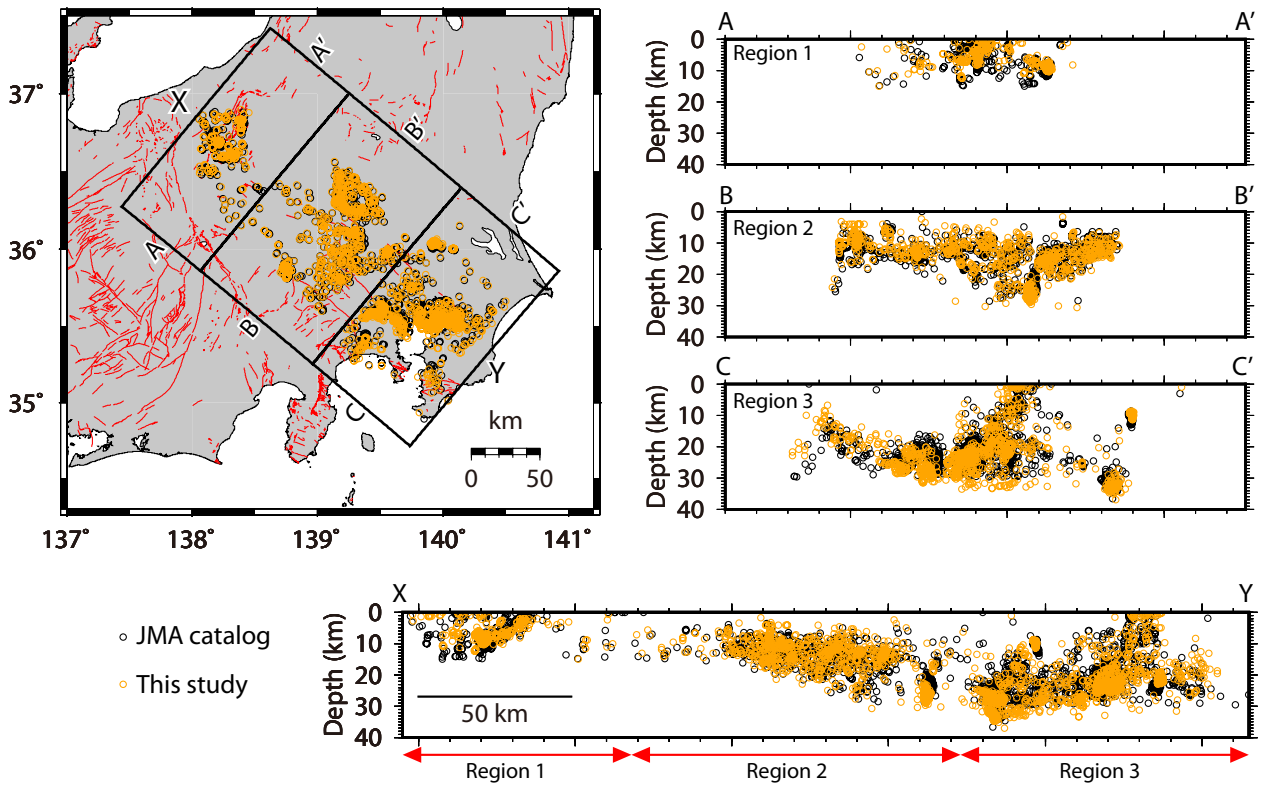 37°
36°
35°
137°
138°
139°
140°
141°
X
A'
B'
C'
A
B
C
Y
km
0
50
A
A'
Region 1
0
10
20
30
40
Depth (km)
B
B'
Region 2
0
10
20
30
40
Depth (km)
C
C'
Region 3
0
10
20
30
40
Depth (km)
JMA catalog
This study
X
Y
0
10
20
30
40
Depth (km)
50 km
Region 1
Region 2
Region 3